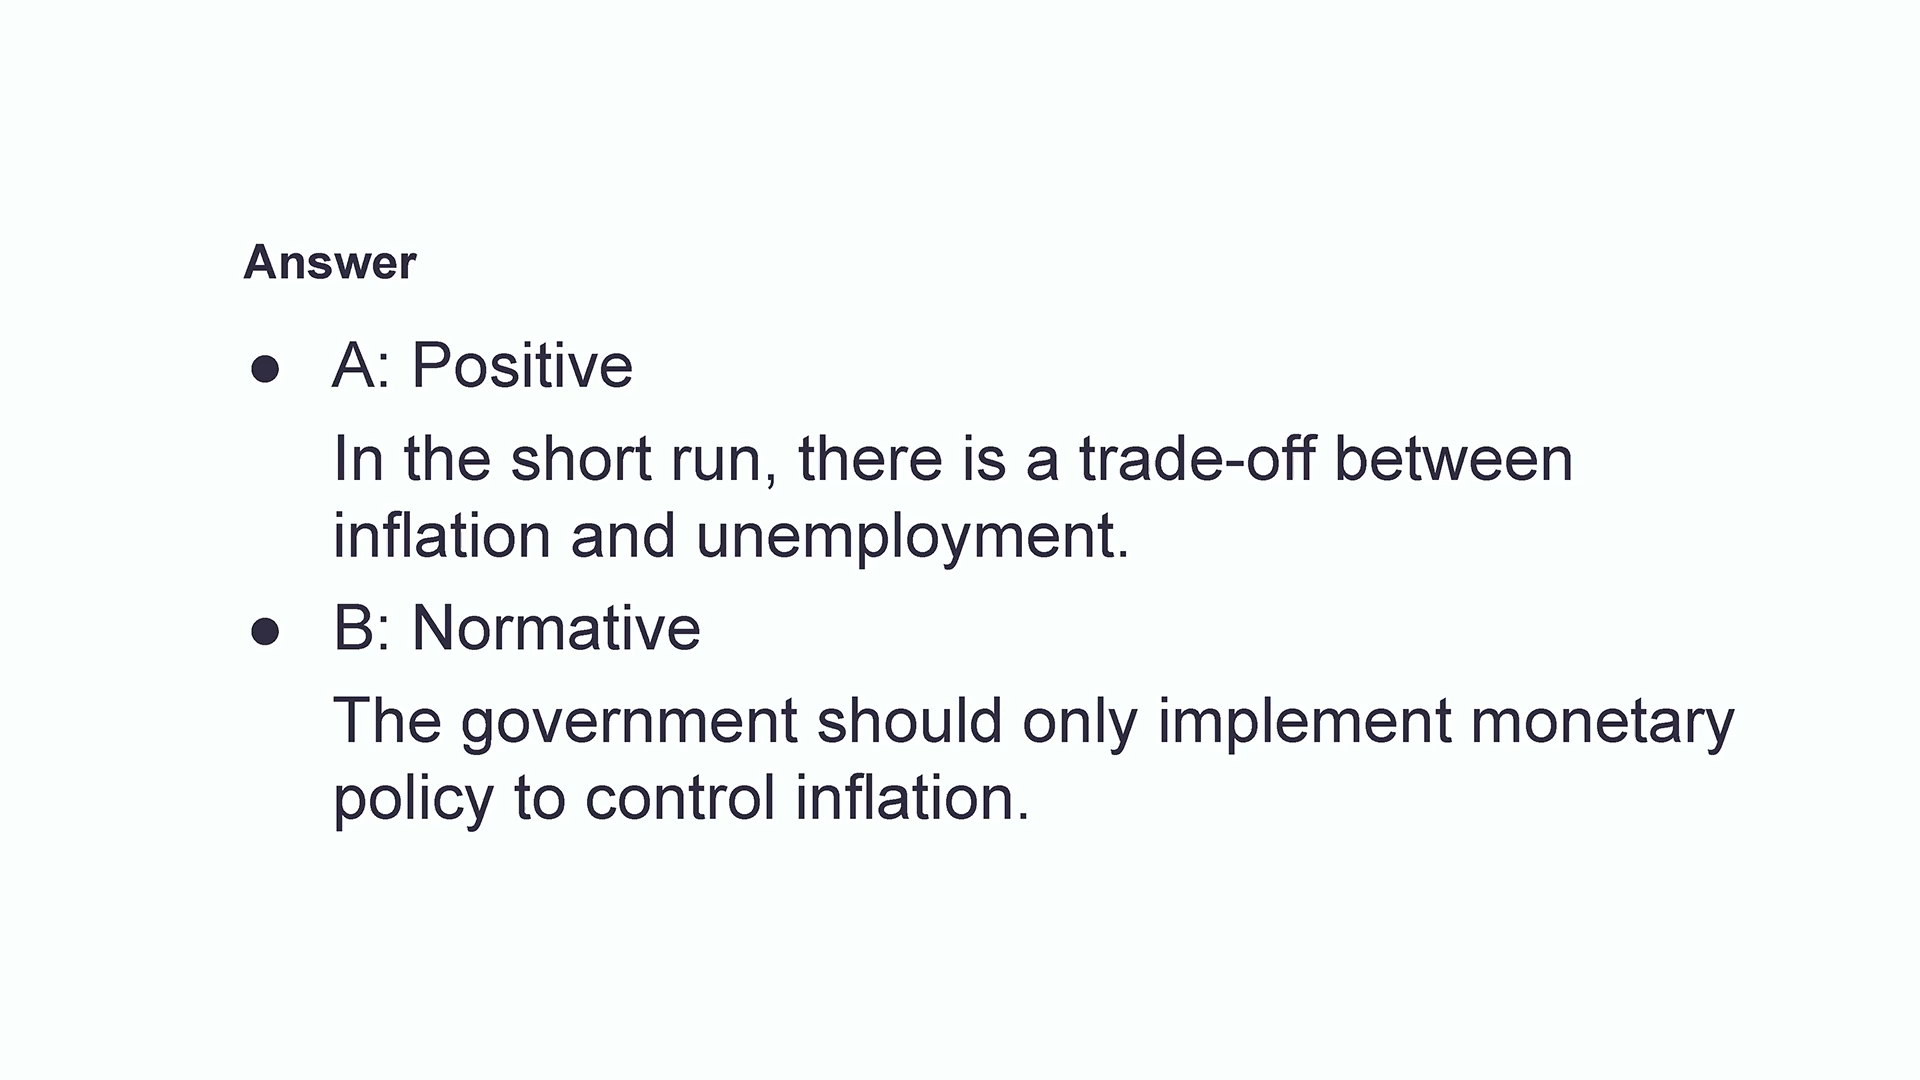 Answer
● A: Positive
In the short run, there is a trade-off between
inflation and unemployment.
● B: Normative
The government should only implement monetary
policy to control inflation.